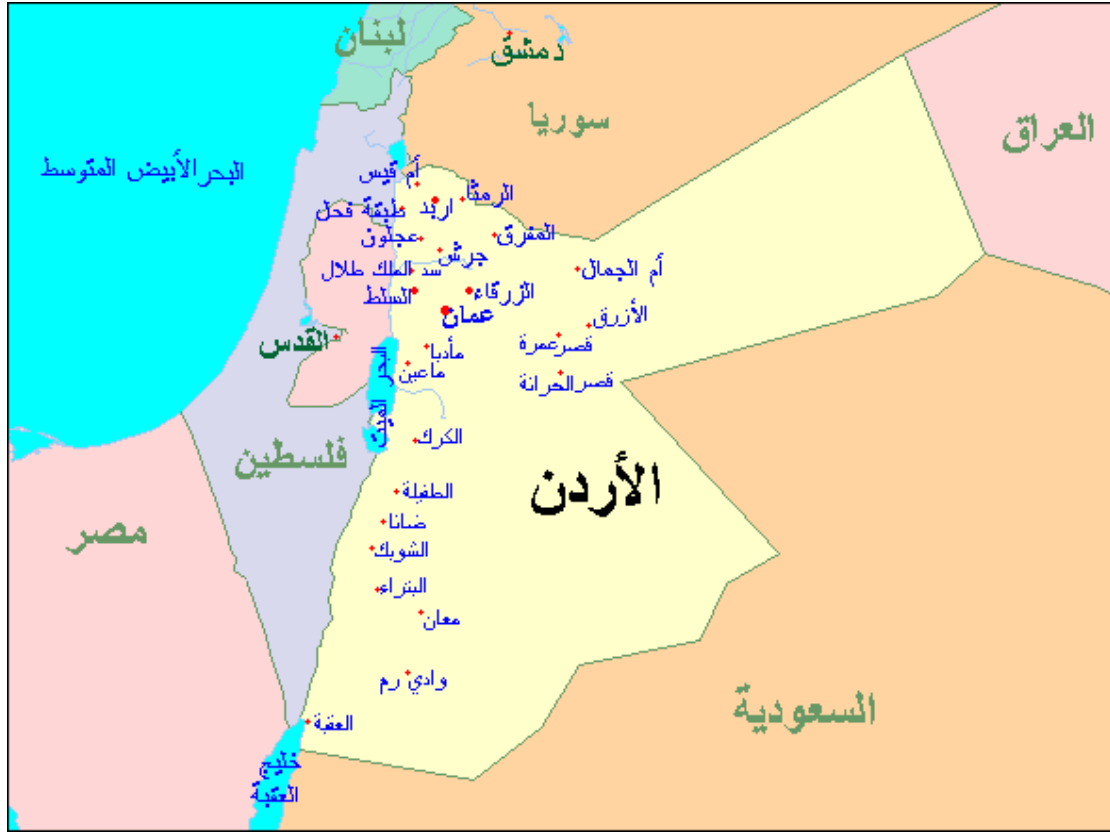 لبنان
دمشق
سوريا
العراق
البحر الأبيض المتوسط
أم قيس
الرمثا
اربد
طبقة فحل
عجلون
المفرق
جرش
سد الملك طلال
أم الجمال
السلط
الزرقاء
عمان
الأزرق
القدس
قصر عمرة
مأدبا
ماعين
البحر الميت
قصر الحرانة
الكرك
فلسطين
الأردن
الطفيلة
ضانا
مصر
الشوبك
البتراء
معان
وادي رم
السعودية
العقبة
خليج
العقبة